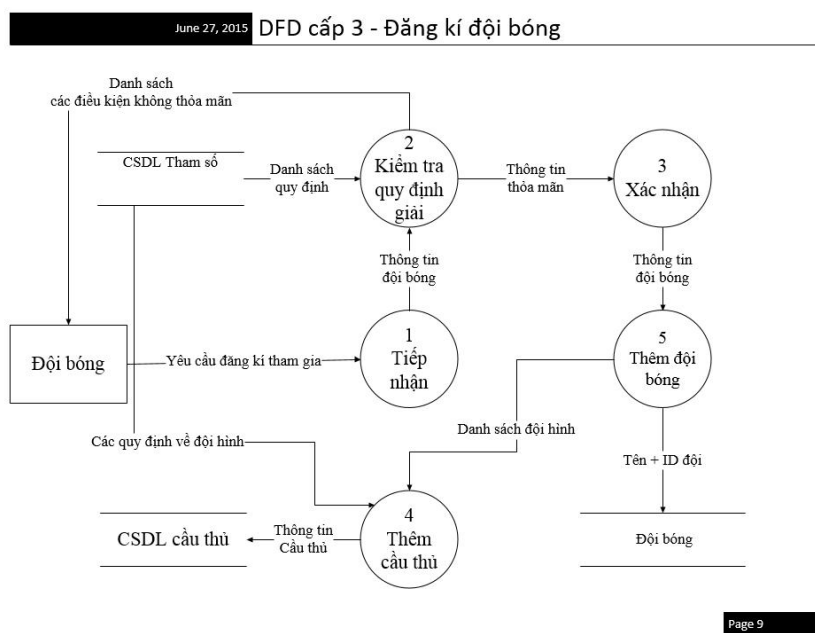 June 27, 2015 DFD cấp 3 - Đăng kí đội bóng
Danh sách
các điều kiện không thỏa mãn
CSDL Tham số
Danh sách
quy định
2
Kiểm tra
quy định
giải
Thông tin
thỏa mãn
3
Xác nhận
Thông tin
đội bóng
Thông tin
đội bóng
Đội bóng
Yêu cầu đăng kí tham gia
1
Tiếp
nhận
5
Thêm đội
bóng
Danh sách đội hình
Các quy định về đội hình
Tên + ID đội
CSDL cầu thủ
Thông tin
Cầu thủ
4
Thêm
cầu thủ
Đội bóng
Page 9